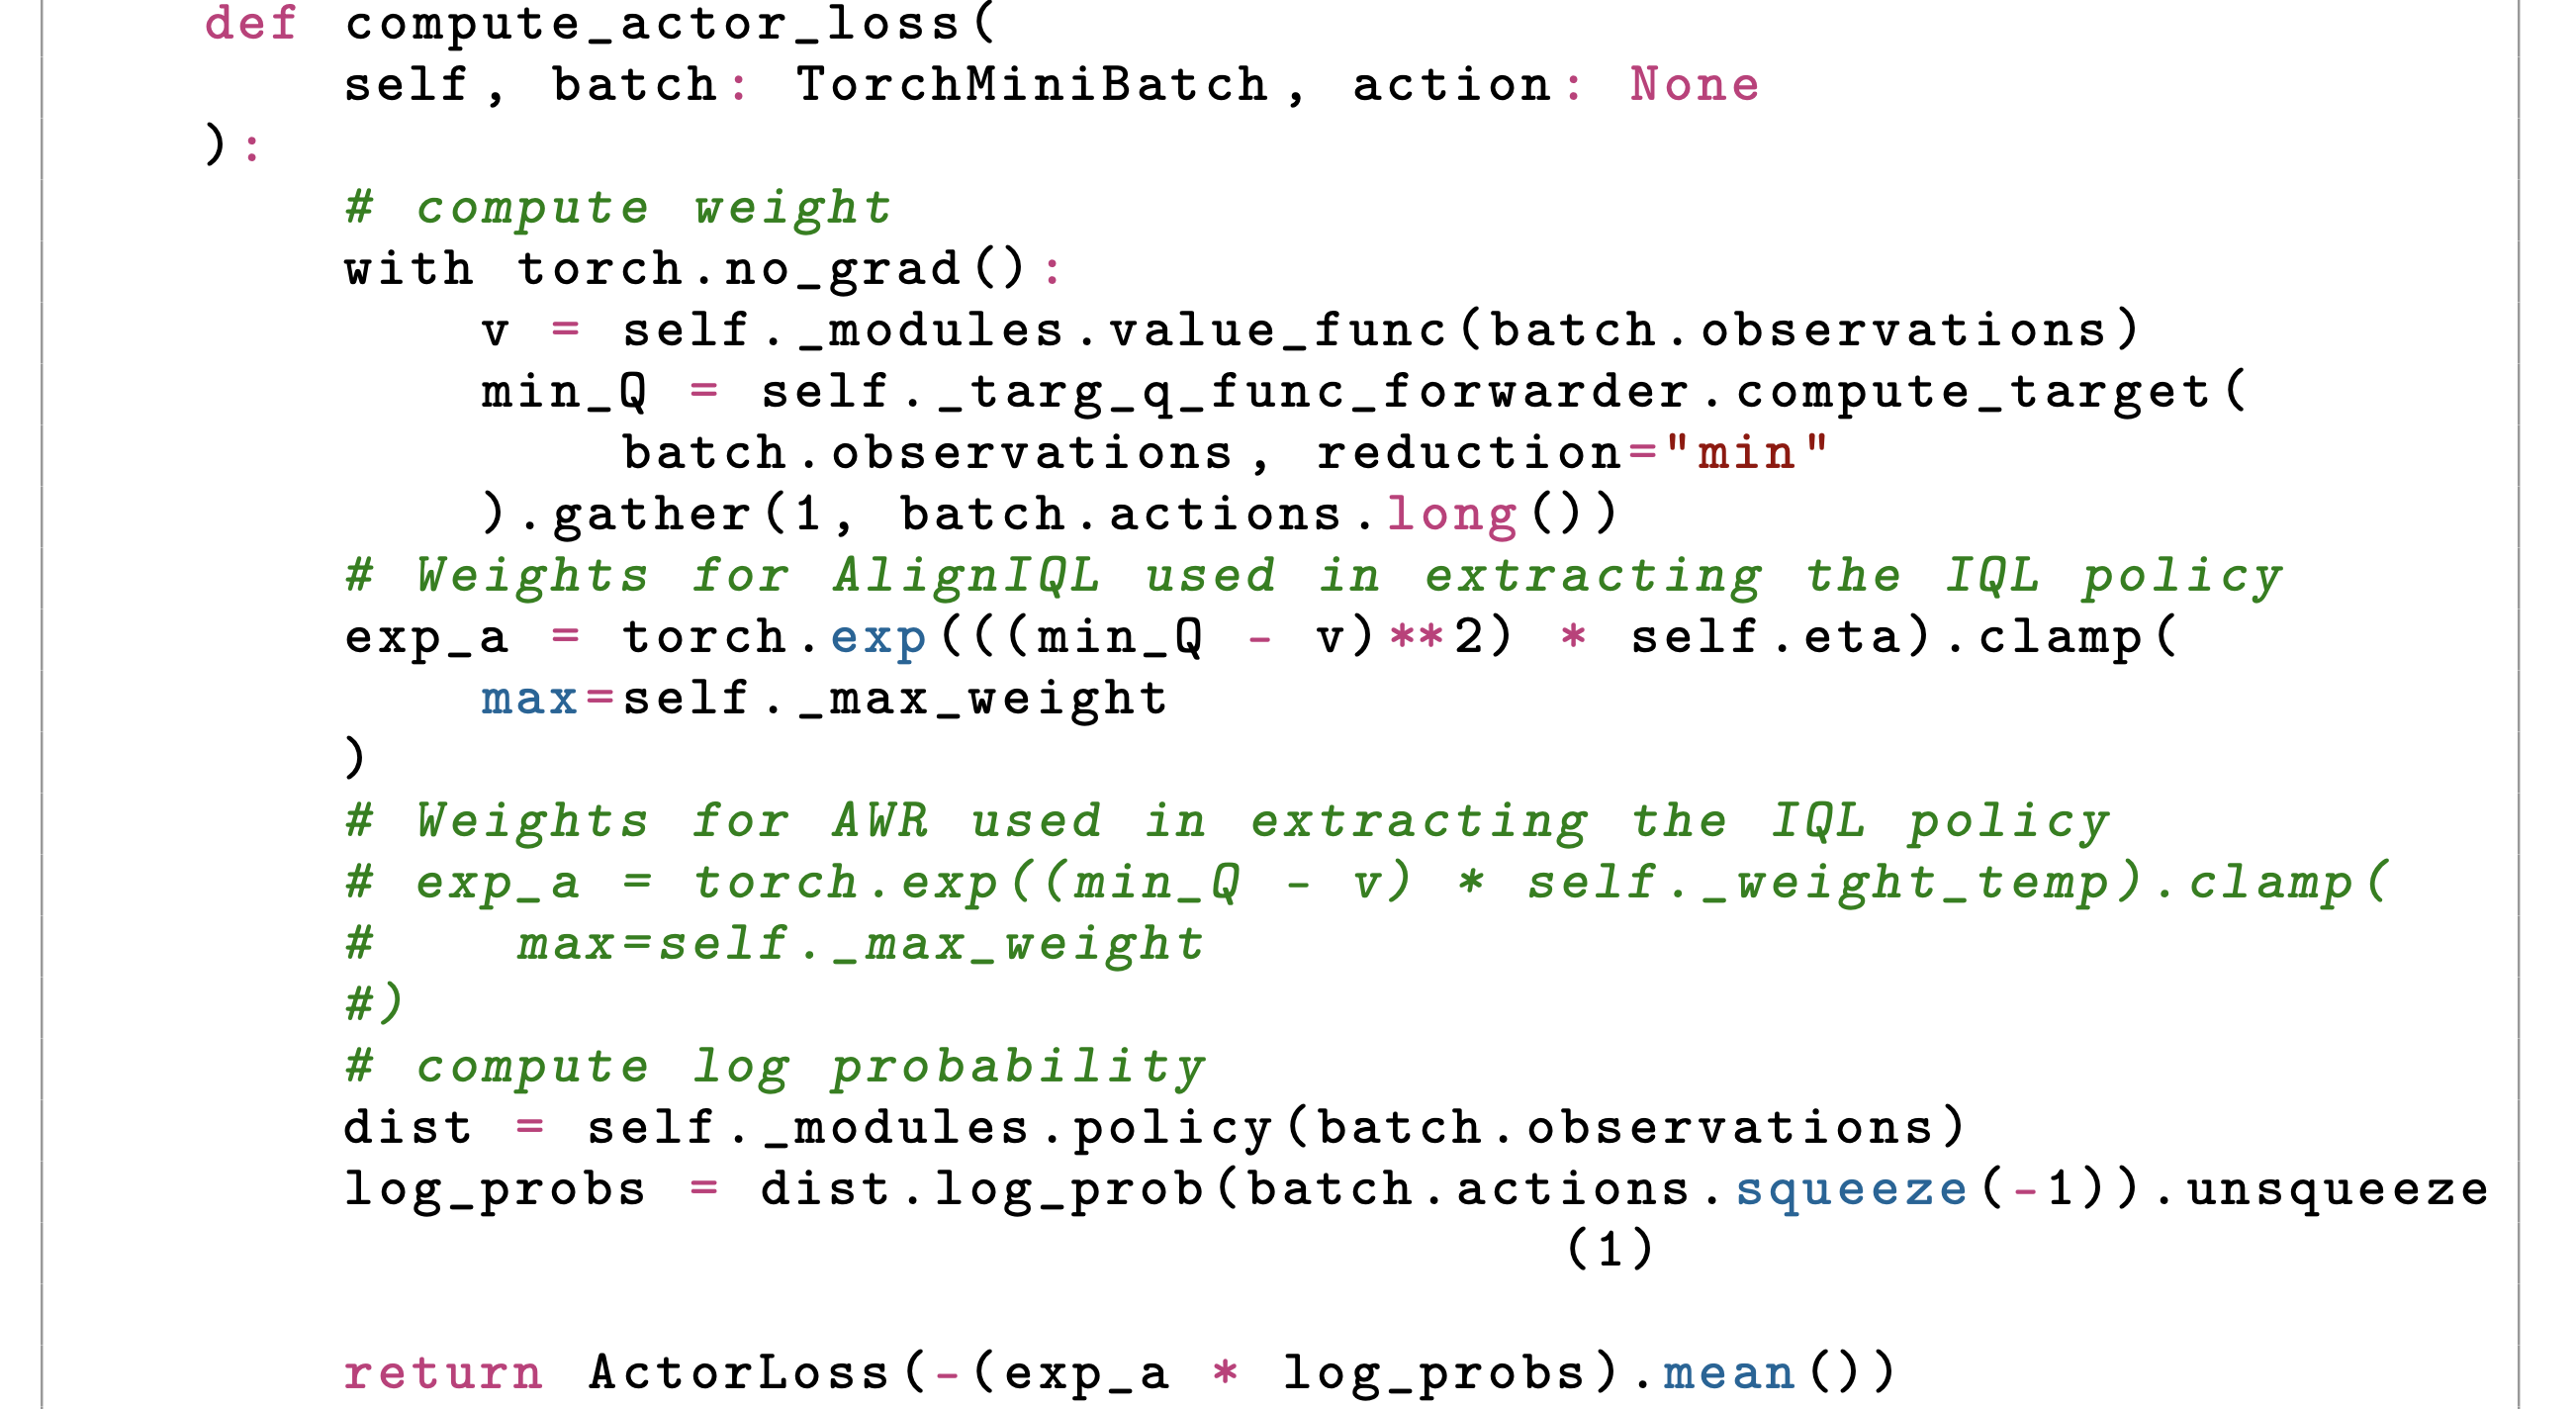 def compute_actor_loss(
self, batch: TorchMiniBatch, action: None
):
# compute weight
with torch.no_grad():
v = self._modules.value_func(batch.observations)
min_Q = self._targ_q_func_forwarder.compute_target(
batch.observations, reduction="min"
).gather(1, batch.actions.long())
# Weights for AlignIQL used in extracting the IQL policy
exp_a = torch.exp(((min_Q - v)**2) * self.eta).clamp(
max=self._max_weight
)
# Weights for AWR used in extracting the IQL policy
# exp_a = torch.exp((min_Q - v) * self._weight_temp).clamp(
#    max=self._max_weight
#)
# compute log probability
dist = self._modules.policy(batch.observations)
log_probs = dist.log_prob(batch.actions.squeeze(-1)).unsqueeze
(1)
return ActorLoss(-(exp_a * log_probs).mean())